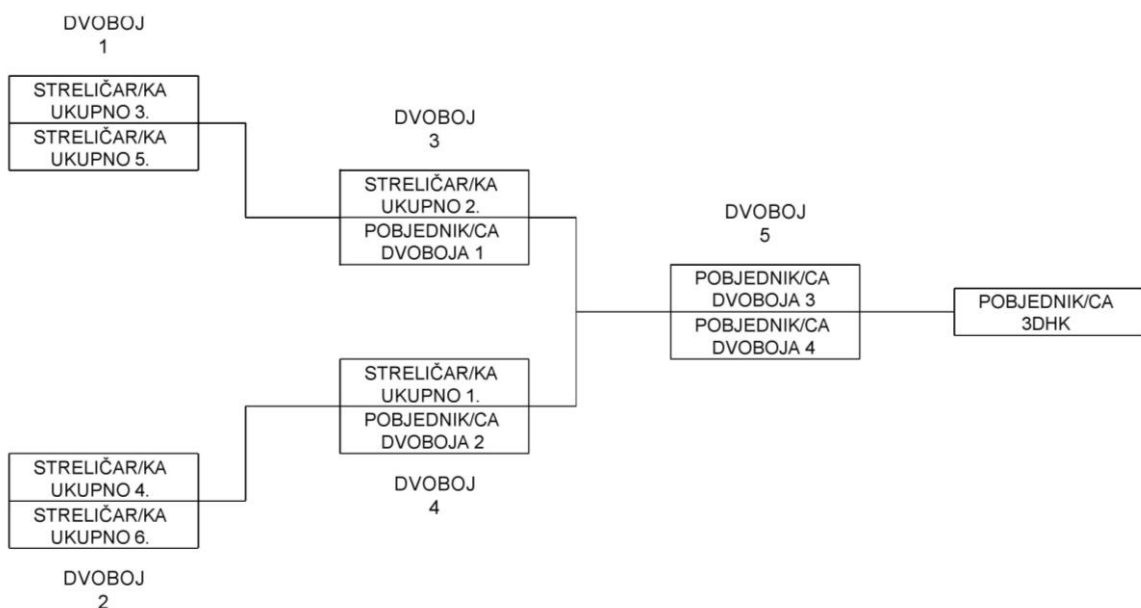 DVOBOJ
1
STRELIČAR/KA
UKUPNO 3.
STRELIČAR/KA
UKUPNO 5.
DVOBOJ
3
STRELIČAR/KA
UKUPNO 2.
POBJEDNIK/CA
DVOBOJA 1
DVOBOJ
5
POBJEDNIK/CA
DVOBOJA 3
POBJEDNIK/CA
DVOBOJA 4
POBJEDNIK/CA
3DHK
STRELIČAR/KA
UKUPNO 1.
POBJEDNIK/CA
DVOBOJA 2
DVOBOJ
4
STRELIČAR/KA
UKUPNO 4.
STRELIČAR/KA
UKUPNO 6.
DVOBOJ
2